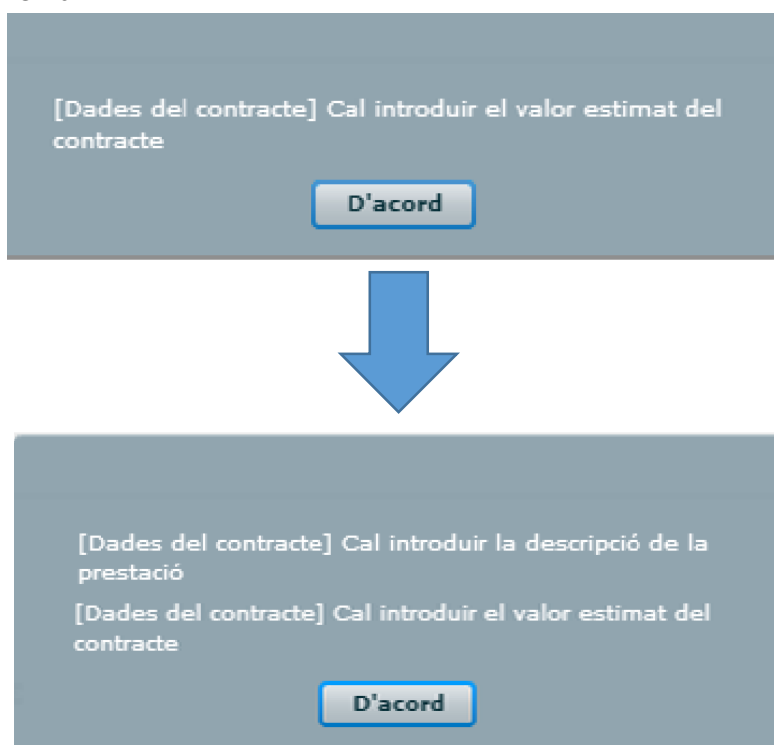 [Dades del contracte] Cal introduir el valor estimat del
contracte
D'acord
[Dades del contracte] Cal introduir la descripció de la
prestació
[Dades del contracte] Cal introduir el valor estimat del
contracte
D'acord